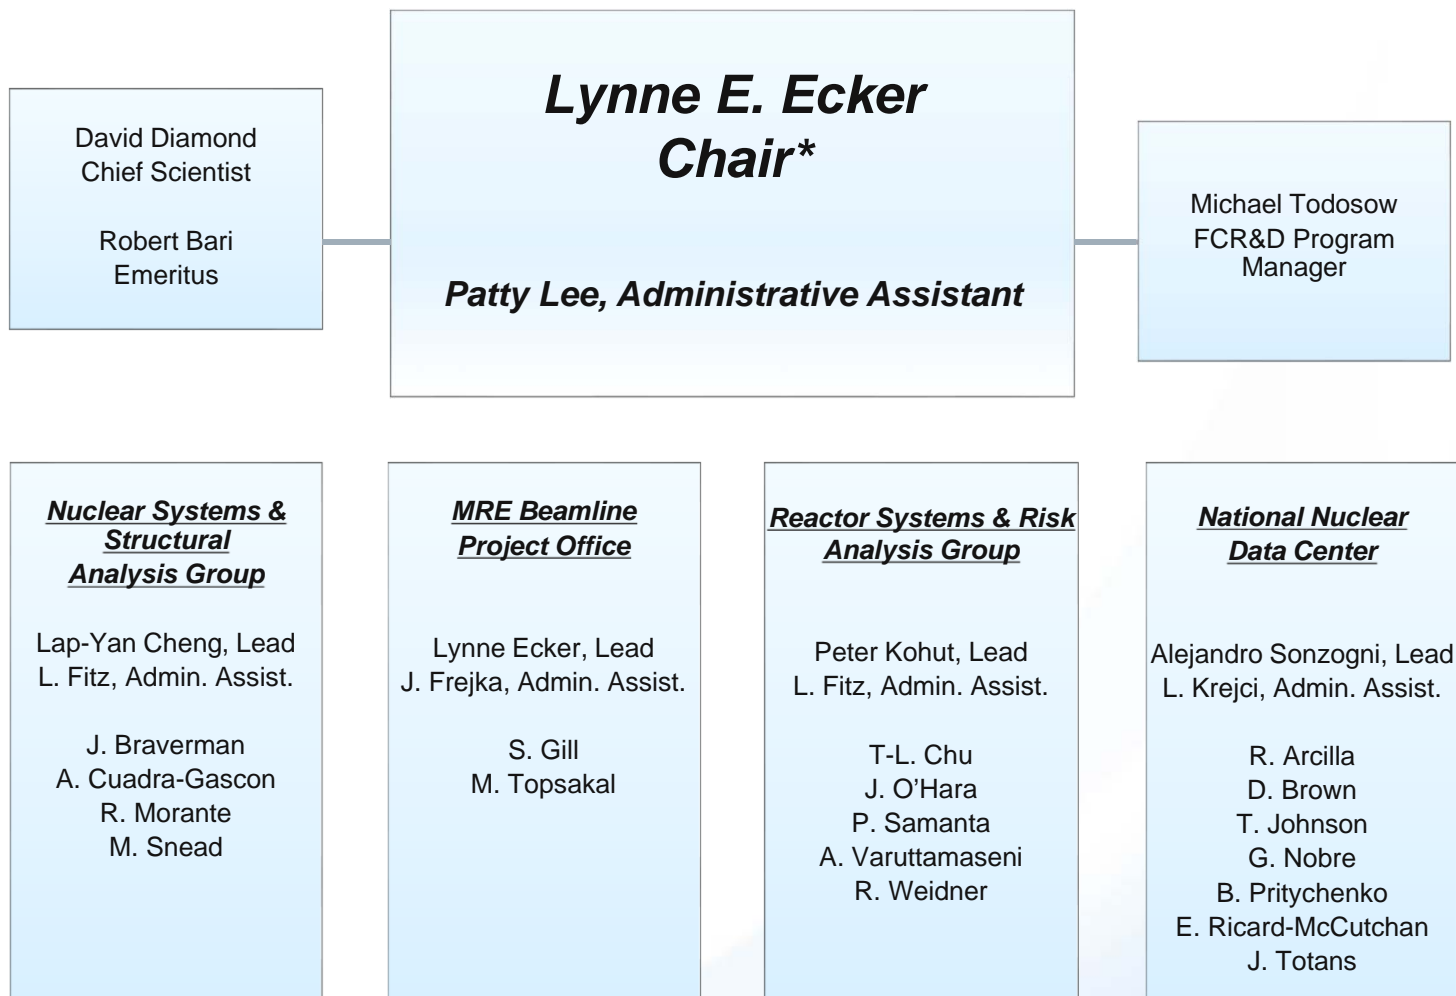 Lynne E. Ecker
Chair*
Patty Lee, Administrative Assistant
David Diamond
Chief Scientist
Robert Bari
Emeritus
Michael Todosow
FCR&D Program
Manager
Nuclear Systems &
Structural
Analysis Group
Lap-Yan Cheng, Lead
L. Fitz, Admin. Assist.
J. Braverman
A. Cuadra-Gascon
R. Morante
M. Snead
MRE Beamline
Project Office
Lynne Ecker, Lead
J. Frejka, Admin. Assist.
S. Gill
M. Topsakal
Reactor Systems & Risk
Analysis Group
Peter Kohut, Lead
L. Fitz, Admin. Assist.
T-L. Chu
J. O’Hara
P. Samanta
A. Varuttamaseni
R. Weidner
National Nuclear
Data Center
Alejandro Sonzogni, Lead
L. Krejci, Admin. Assist.
R. Arcilla
D. Brown
T. Johnson
G. Nobre
B. Pritychenko
E. Ricard-McCutchan
J. Totans